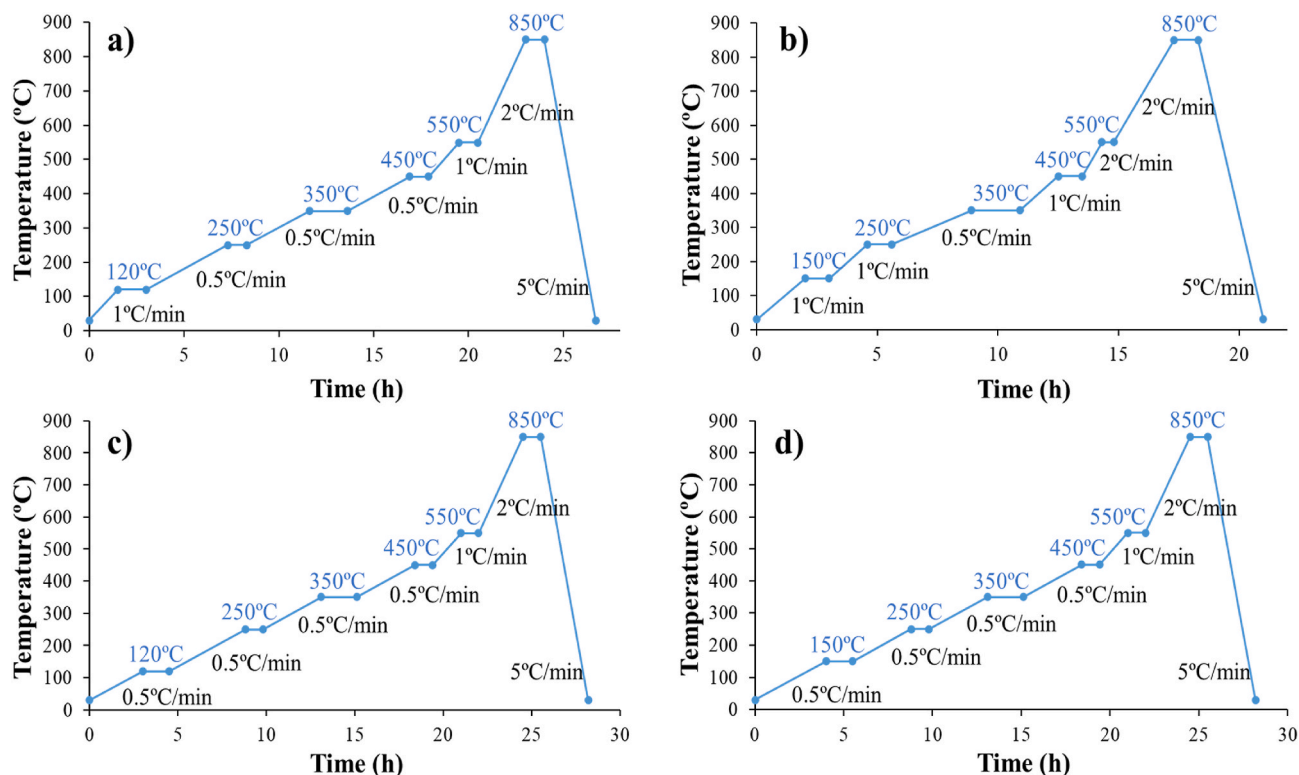 a)
Temperature (ºC)
900
800
700
600
500
400
300
200
100
0
120ºC
250ºC
350ºC
450ºC
550ºC
850ºC
1ºC/min
0.5ºC/min
0.5ºC/min
0.5ºC/min
1ºC/min
2ºC/min
5ºC/min
0 5 10 15 20 25
Time (h)
b)
Temperature (ºC)
900
800
700
600
500
400
300
200
100
0
150ºC
250ºC
350ºC
450ºC
550ºC
850ºC
1ºC/min
1ºC/min
0.5ºC/min
1ºC/min
2ºC/min
2ºC/min
5ºC/min
0 5 10 15 20
Time (h)
c)
Temperature (ºC)
900
800
700
600
500
400
300
200
100
0
120ºC
250ºC
350ºC
450ºC
550ºC
850ºC
0.5ºC/min
0.5ºC/min
0.5ºC/min
0.5ºC/min
1ºC/min
2ºC/min
5ºC/min
0 5 10 15 20 25 30
Time (h)
d)
Temperature (ºC)
900
800
700
600
500
400
300
200
100
0
150ºC
250ºC
350ºC
450ºC
550ºC
850ºC
0.5ºC/min
0.5ºC/min
0.5ºC/min
0.5ºC/min
1ºC/min
2ºC/min
5ºC/min
0 5 10 15 20 25 30
Time (h)